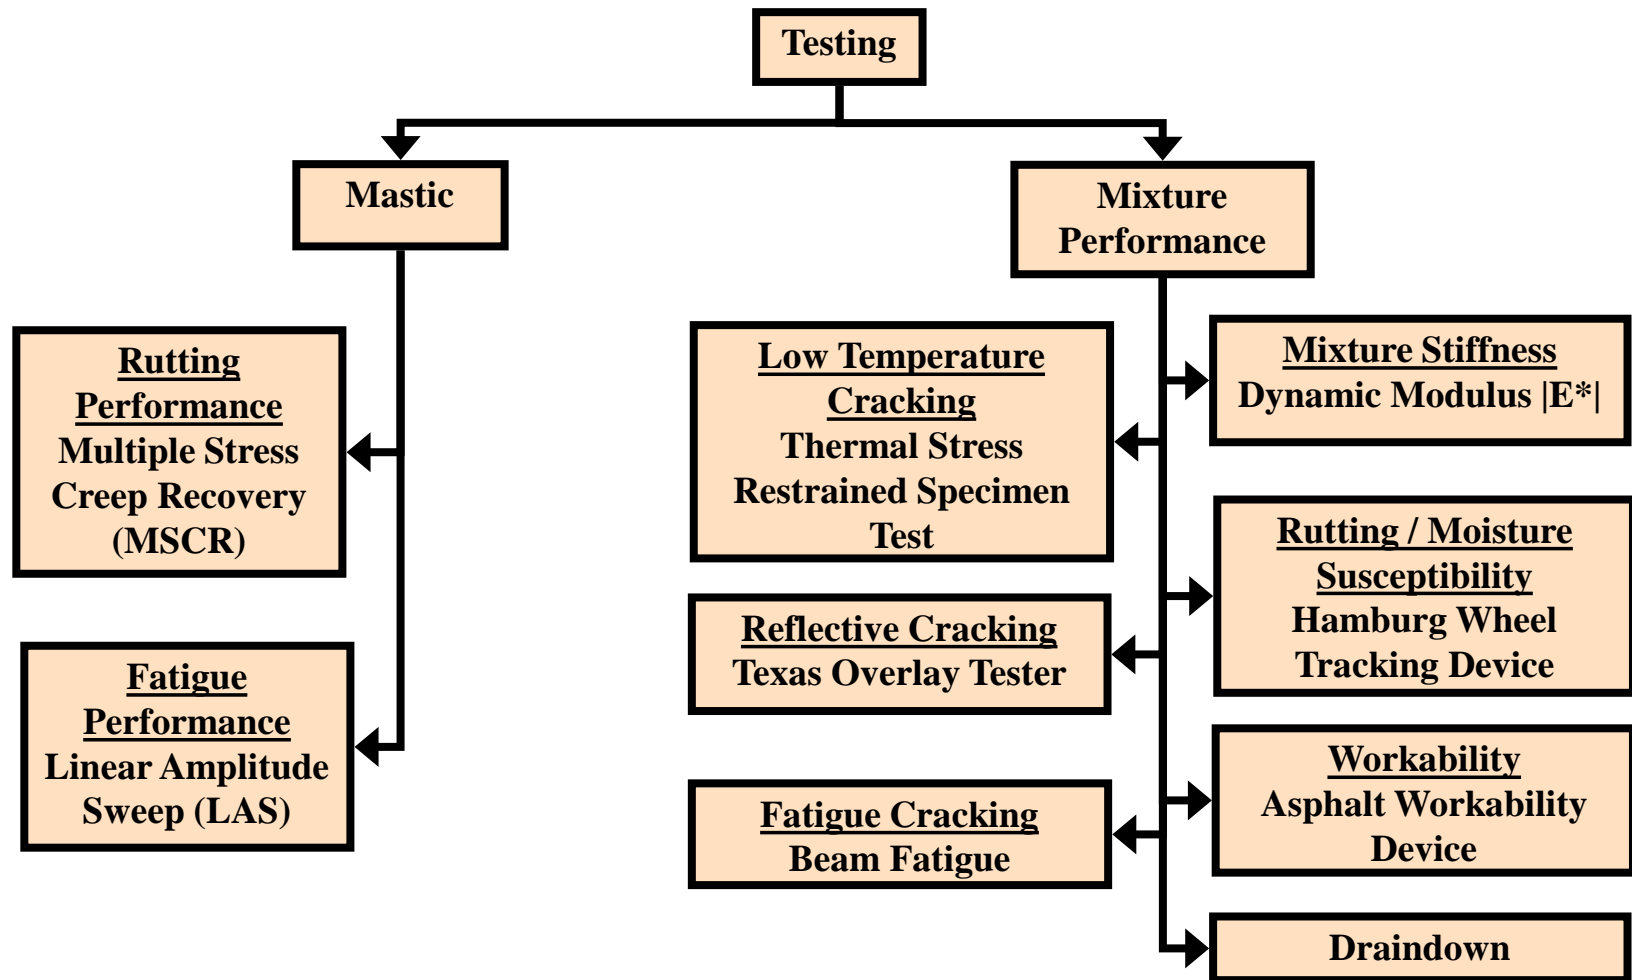 Testing
Mastic
Mixture
Performance
Rutting
Performance
Multiple Stress
Creep Recovery
(MSCR)
Fatigue
Performance
Linear Amplitude
Sweep (LAS)
Low Temperature
Cracking
Thermal Stress
Restrained Specimen
Test
Reflective Cracking
Texas Overlay Tester
Fatigue Cracking
Beam Fatigue
Mixture Stiffness
Dynamic Modulus |E*|
Rutting / Moisture
Susceptibility
Hamburg Wheel
Tracking Device
Workability
Asphalt Workability
Device
Draindown